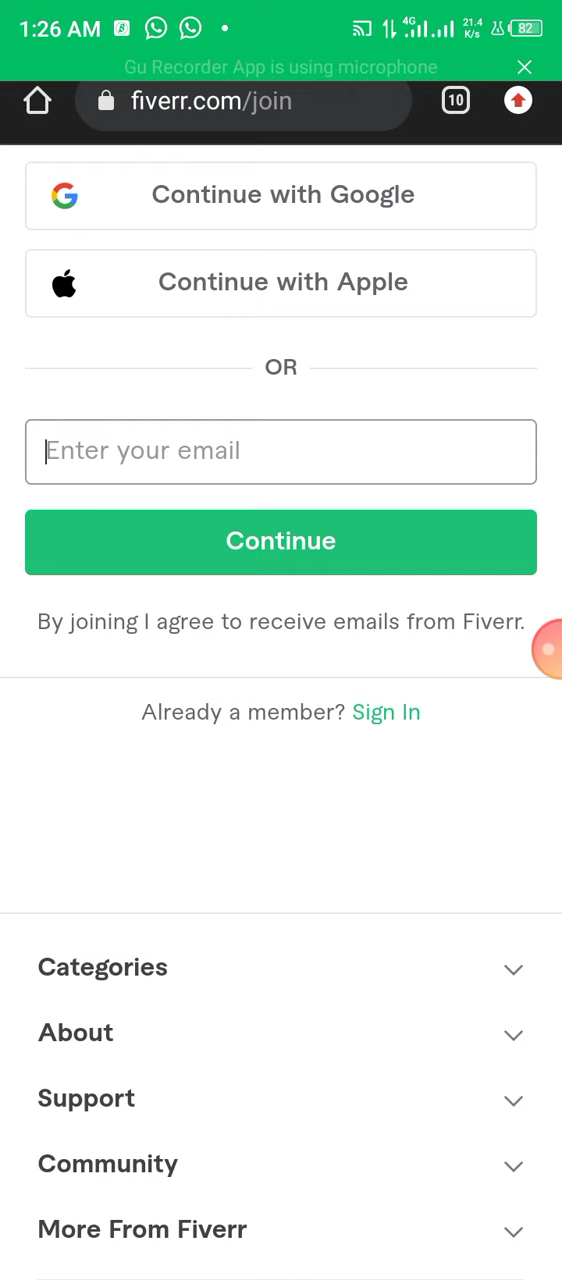 1:26 AM
4G
21.4
K/s
82
Gu Recorder App is using microphone
fiverr.com/join
10
Continue with Google
Continue with Apple
OR
Enter your email
Continue
By joining I agree to receive emails from Fiverr.
Already a member? Sign In
Categories
About
Support
Community
More From Fiverr